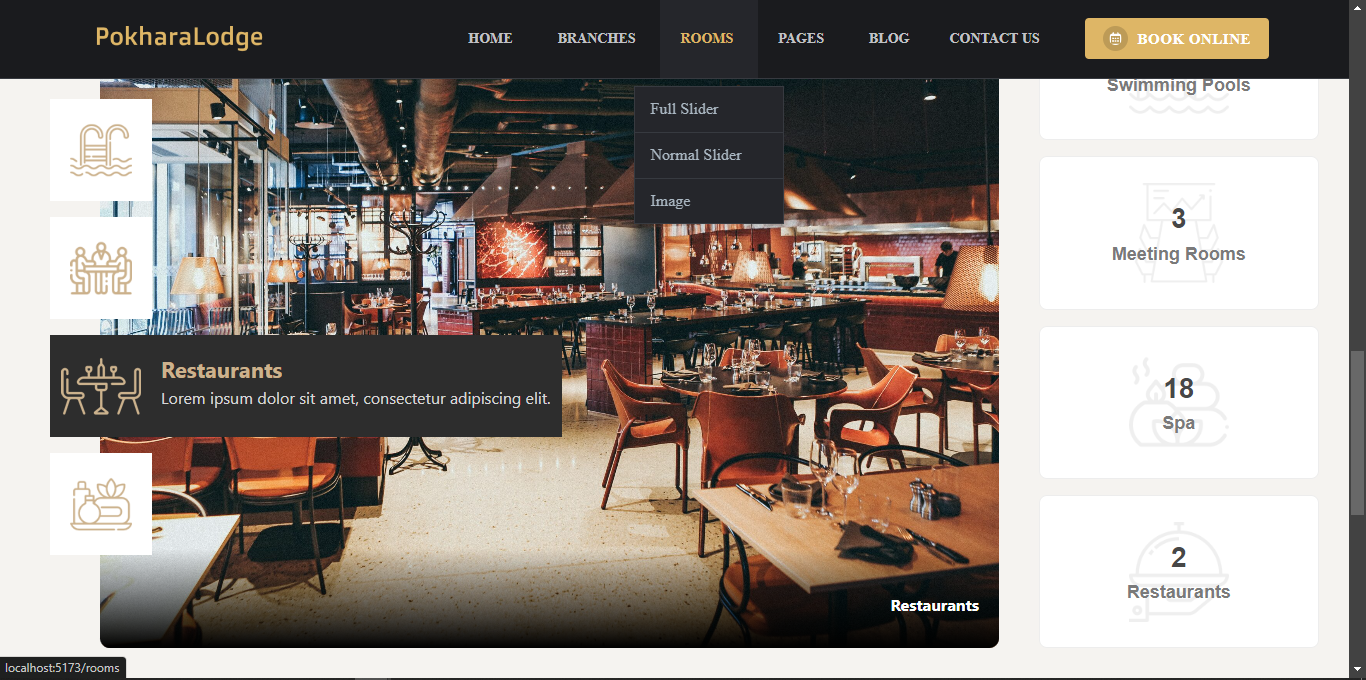 PokharaLodge
HOME BRANCHES ROOMS PAGES BLOG CONTACT US BOOK ONLINE
Full Slider
Normal Slider
Image
Restaurants
Lorem ipsum dolor sit amet, consectetur adipiscing elit.
Restaurants
Swimming Pools
3
Meeting Rooms
18
Spa
2
Restaurants
localhost:5173/rooms